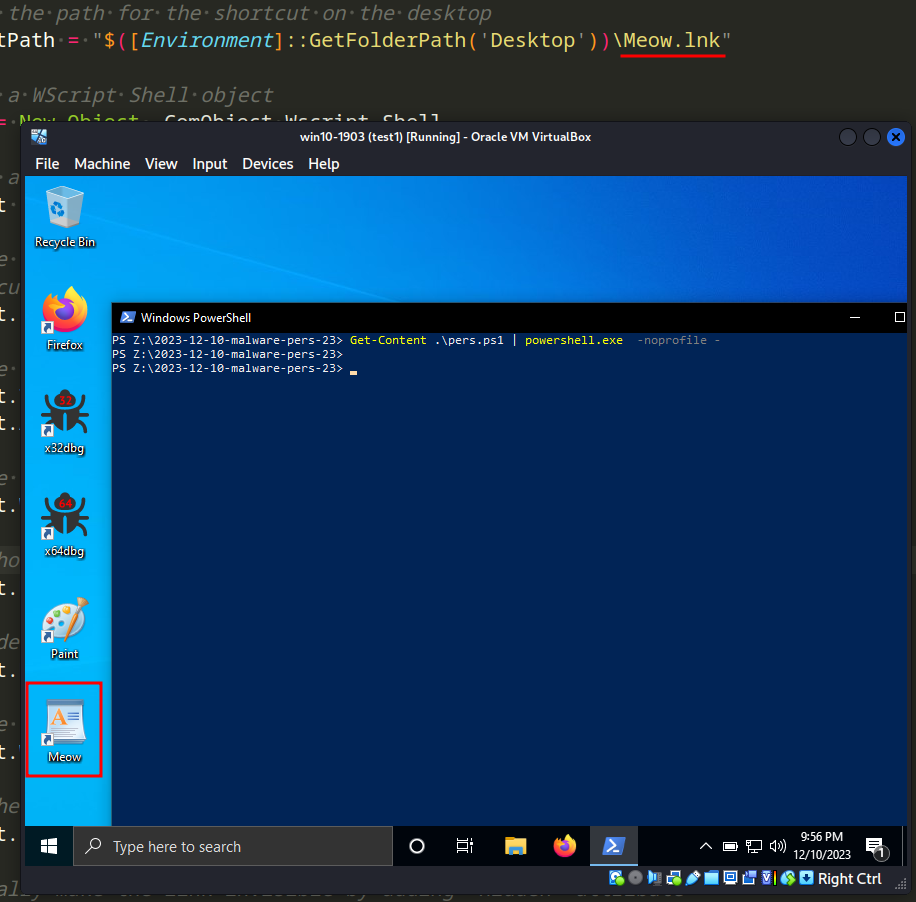 the path for the shortcut on the desktop
tPath = "$([Environment]::GetFolderPath('Desktop'))\Meow.lnk"
a WScript Shell object
= New-Object -ComObject Wscript.Shell
win10-1903 (test1) [Running] - Oracle VM VirtualBox
File Machine View Input Devices Help
Recycle Bin
Firefox
32
x32dbg
64
x64dbg
Paint
Meow
Windows PowerShell
PS Z:\2023-12-10-malware-pers-23> Get-Content .\pers.ps1 | powershell.exe  -noprofile -
PS Z:\2023-12-10-malware-pers-23>
PS Z:\2023-12-10-malware-pers-23>
Type here to search
9:56 PM
12/10/2023
1
Right Ctrl